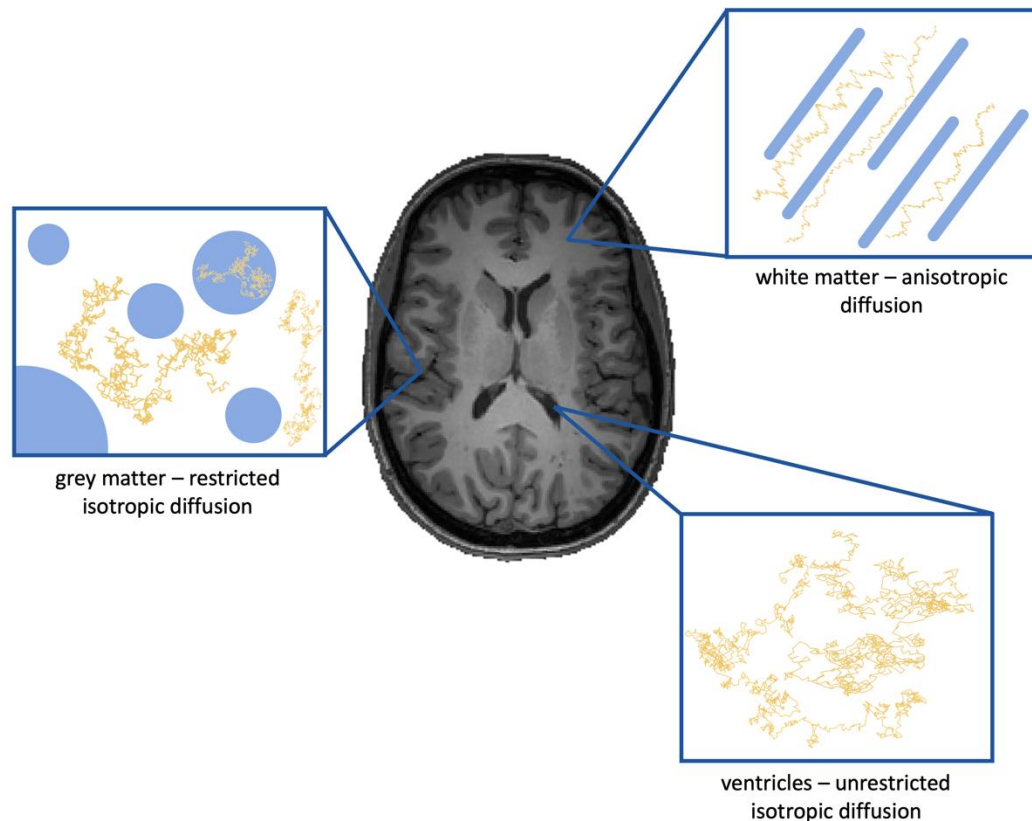 white matter – anisotropic
diffusion
grey matter – restricted
isotropic diffusion
ventricles – unrestricted
isotropic diffusion